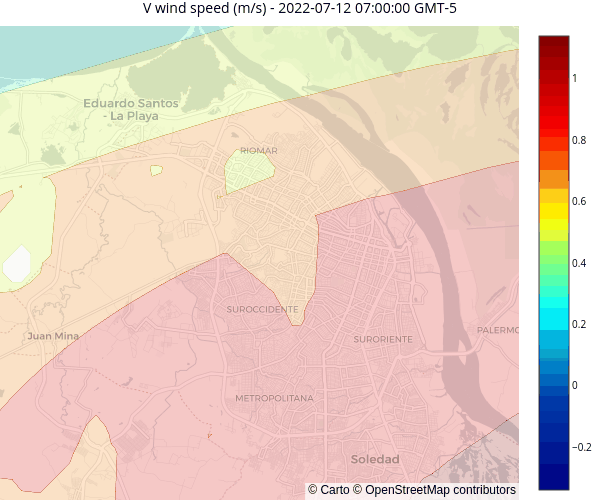 V wind speed (m/s) - 2022-07-12 07:00:00 GMT-5
Eduardo Santos
- La Playa
RIOMAR
SUROCCIDENTE
Juan Mina
SURORIENTE
PALERMO
METROPOLITANA
Soledad
© Carto © OpenStreetMap contributors
1
0.8
0.6
0.4
0.2
0
−0.2